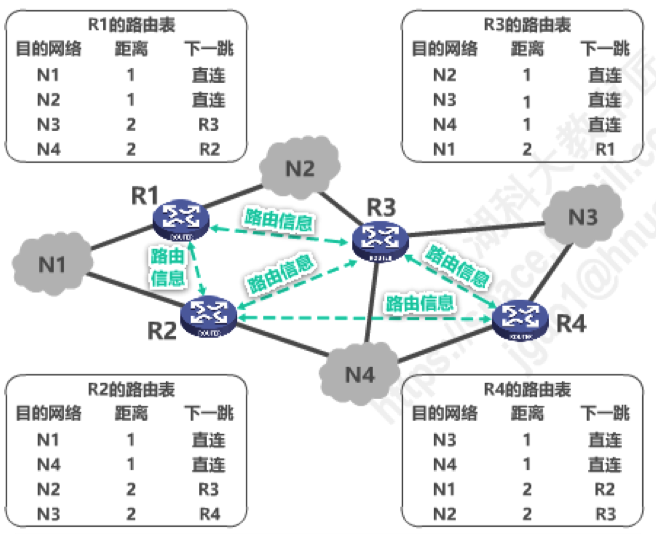 R1的路由表
目的网络 距离 下一跳
N1 1 直连
N2 1 直连
N3 2 R3
N4 2 R2
R3的路由表
目的网络 距离 下一跳
N2 1 直连
N3 1 直连
N4 1 直连
N1 2 R1
N2
R1
R3
N3
路由信息
N1
路由
信息
路由信息
路由信息
路由信息
R2
R4
N4
ROUTER
ROUTER
ROUTER
ROUTER
R2的路由表
目的网络 距离 下一跳
N1 1 直连
N4 1 直连
N2 2 R3
N3 2 R4
R4的路由表
目的网络 距离 下一跳
N3 1 直连
N4 1 直连
N1 2 R2
N2 2 R3
湖科大教书匠